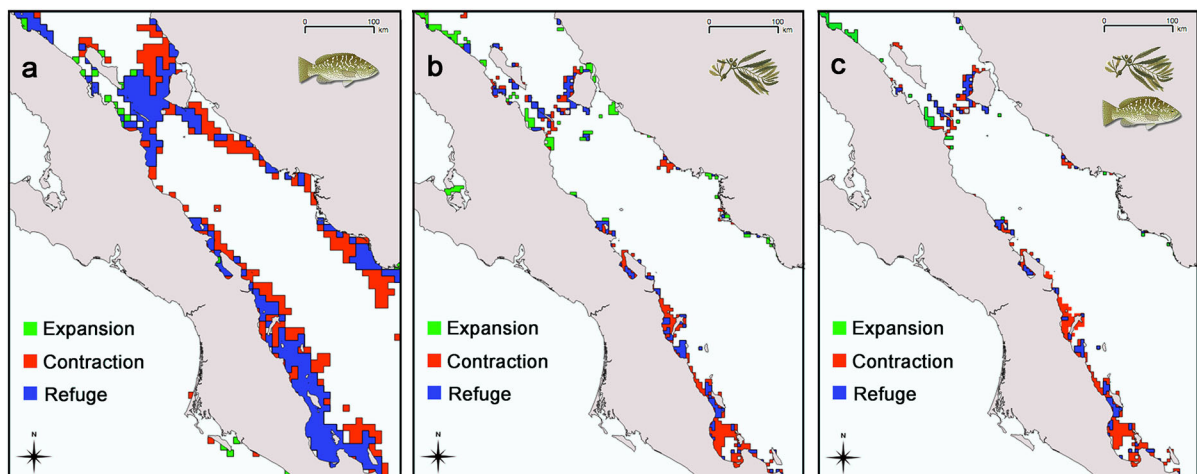 a
0 100
km
Expansion
Contraction
Refuge
N
b
0 100
km
Expansion
Contraction
Refuge
N
c
0 100
km
Expansion
Contraction
Refuge
N